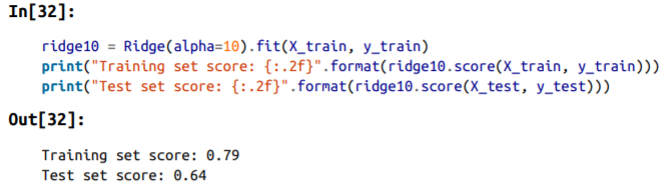 In[32]:
ridge10 = Ridge(alpha=10).fit(X_train, y_train)
print("Training set score: {:.2f}".format(ridge10.score(X_train, y_train)))
print("Test set score: {:.2f}".format(ridge10.score(X_test, y_test)))
Out[32]:
Training set score: 0.79
Test set score: 0.64